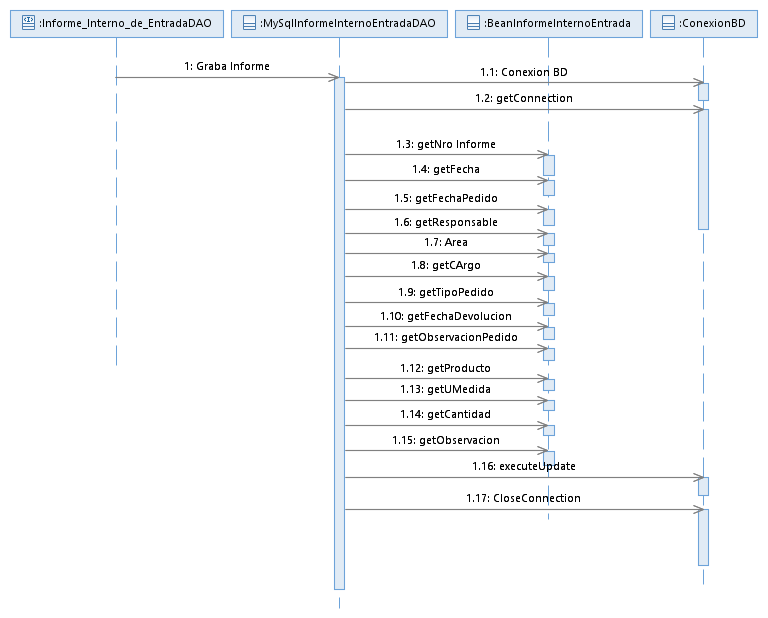 :Informe_Interno_de_EntradaDAO
:MySqlInformeInternoEntradaDAO
:BeanInformeInternoEntrada
:ConexionBD
1: Graba Informe
1.1: Conexion BD
1.2: getConnection
1.3: getNro Informe
1.4: getFecha
1.5: getFechaPedido
1.6: getResponsable
1.7: Area
1.8: getCArgo
1.9: getTipoPedido
1.10: getFechaDevolucion
1.11: getObservacionPedido
1.12: getProducto
1.13: getUMedida
1.14: getCantidad
1.15: getObservacion
1.16: executeUpdate
1.17: CloseConnection